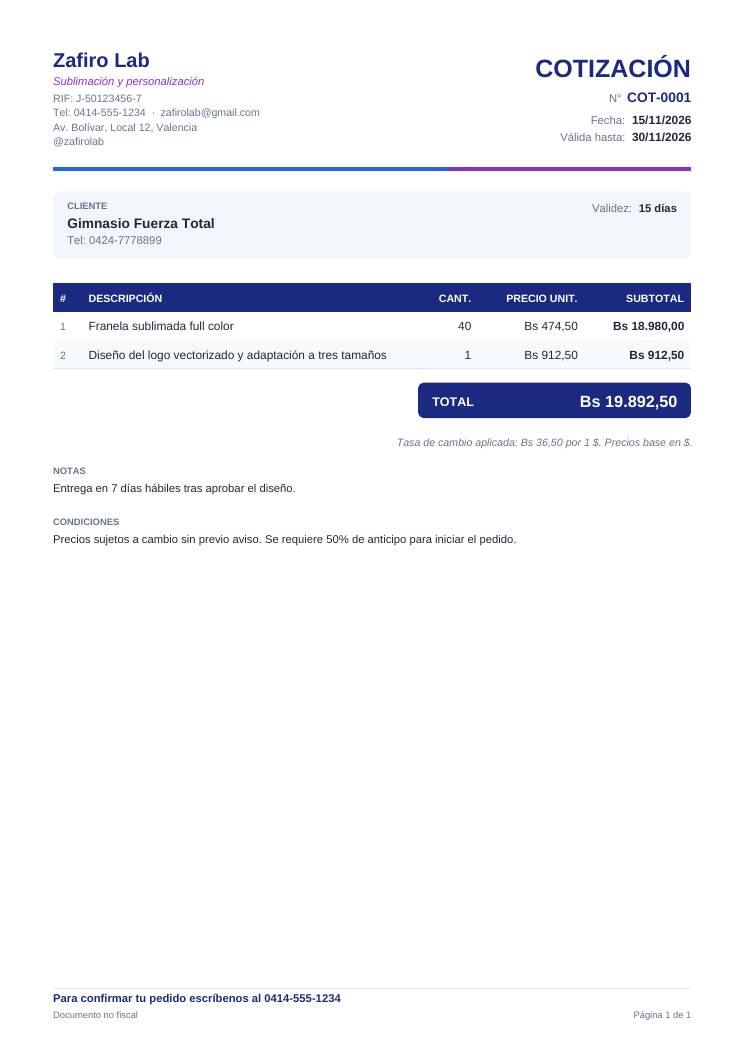 Zafiro Lab
Sublimación y personalización
RIF: J-50123456-7
Tel: 0414-555-1234 · zafirolab@gmail.com
Av. Bolívar, Local 12, Valencia
@zafirolab
COTIZACIÓN
N° COT-0001
Fecha: 15/11/2026
Válida hasta: 30/11/2026
CLIENTE
Gimnasio Fuerza Total
Tel: 0424-7778899
Validez: 15 días
# DESCRIPCIÓN CANT. PRECIO UNIT. SUBTOTAL
1 Franela sublimada full color 40 Bs 474,50 Bs 18.980,00
2 Diseño del logo vectorizado y adaptación a tres tamaños 1 Bs 912,50 Bs 912,50
TOTAL Bs 19.892,50
Tasa de cambio aplicada: Bs 36,50 por 1 $. Precios base en $.
NOTAS
Entrega en 7 días hábiles tras aprobar el diseño.
CONDICIONES
Precios sujetos a cambio sin previo aviso. Se requiere 50% de anticipo para iniciar el pedido.
Para confirmar tu pedido escríbenos al 0414-555-1234
Documento no fiscal Página 1 de 1